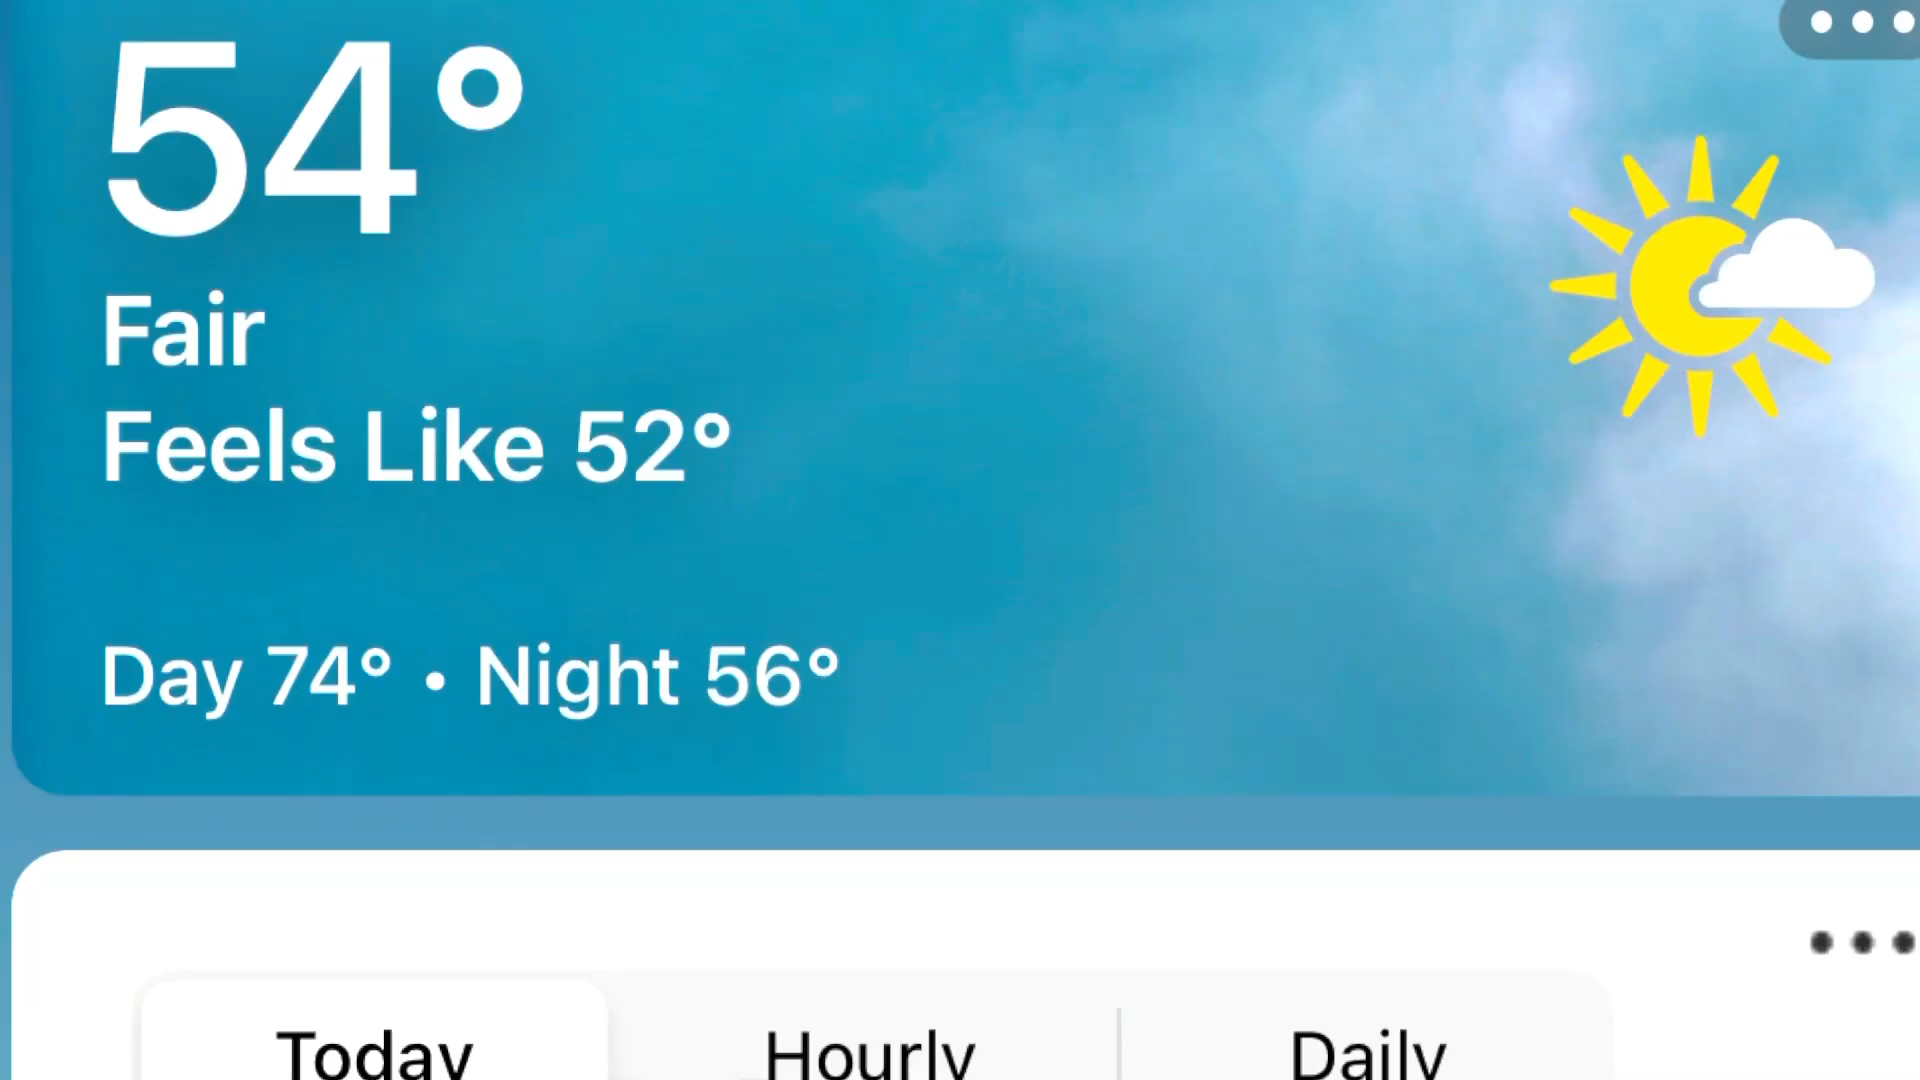 54°
Fair
Feels Like 52°
Day 74° • Night 56°
Today Hourly Daily